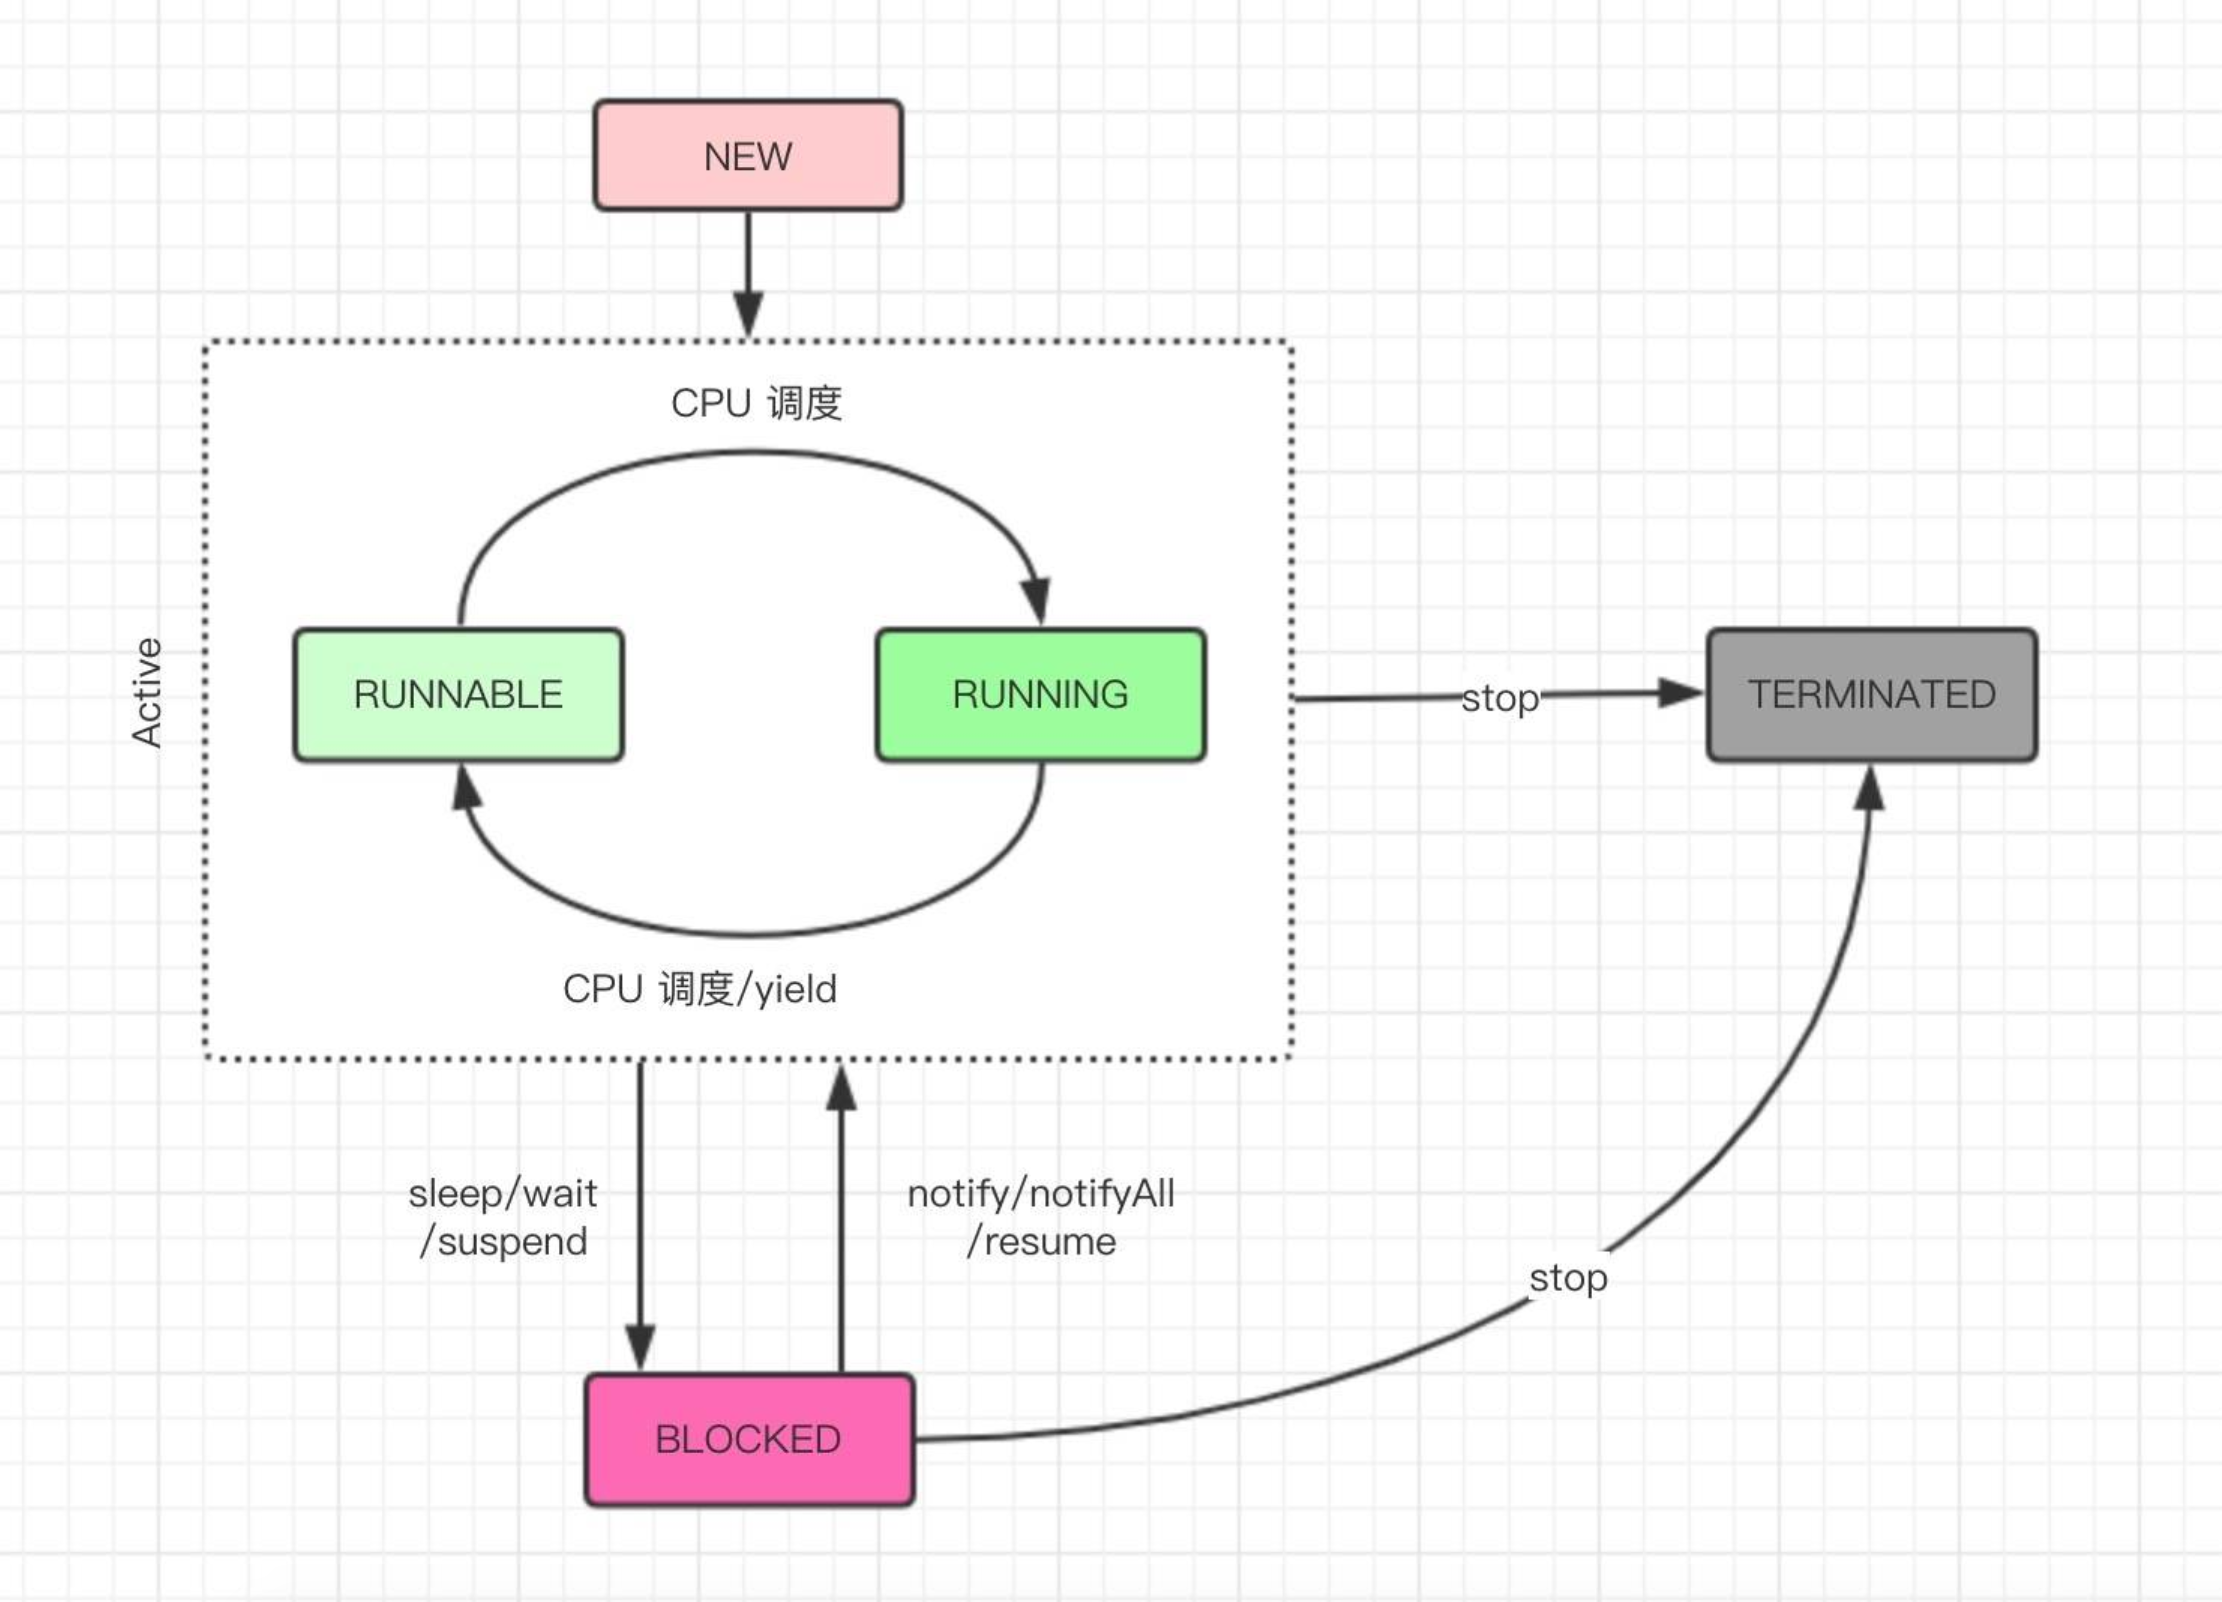 NEW
CPU 调度
Active
RUNNABLE
RUNNING
stop
TERMINATED
CPU 调度/yield
sleep/wait
/suspend
notify/notifyAll
/resume
stop
BLOCKED